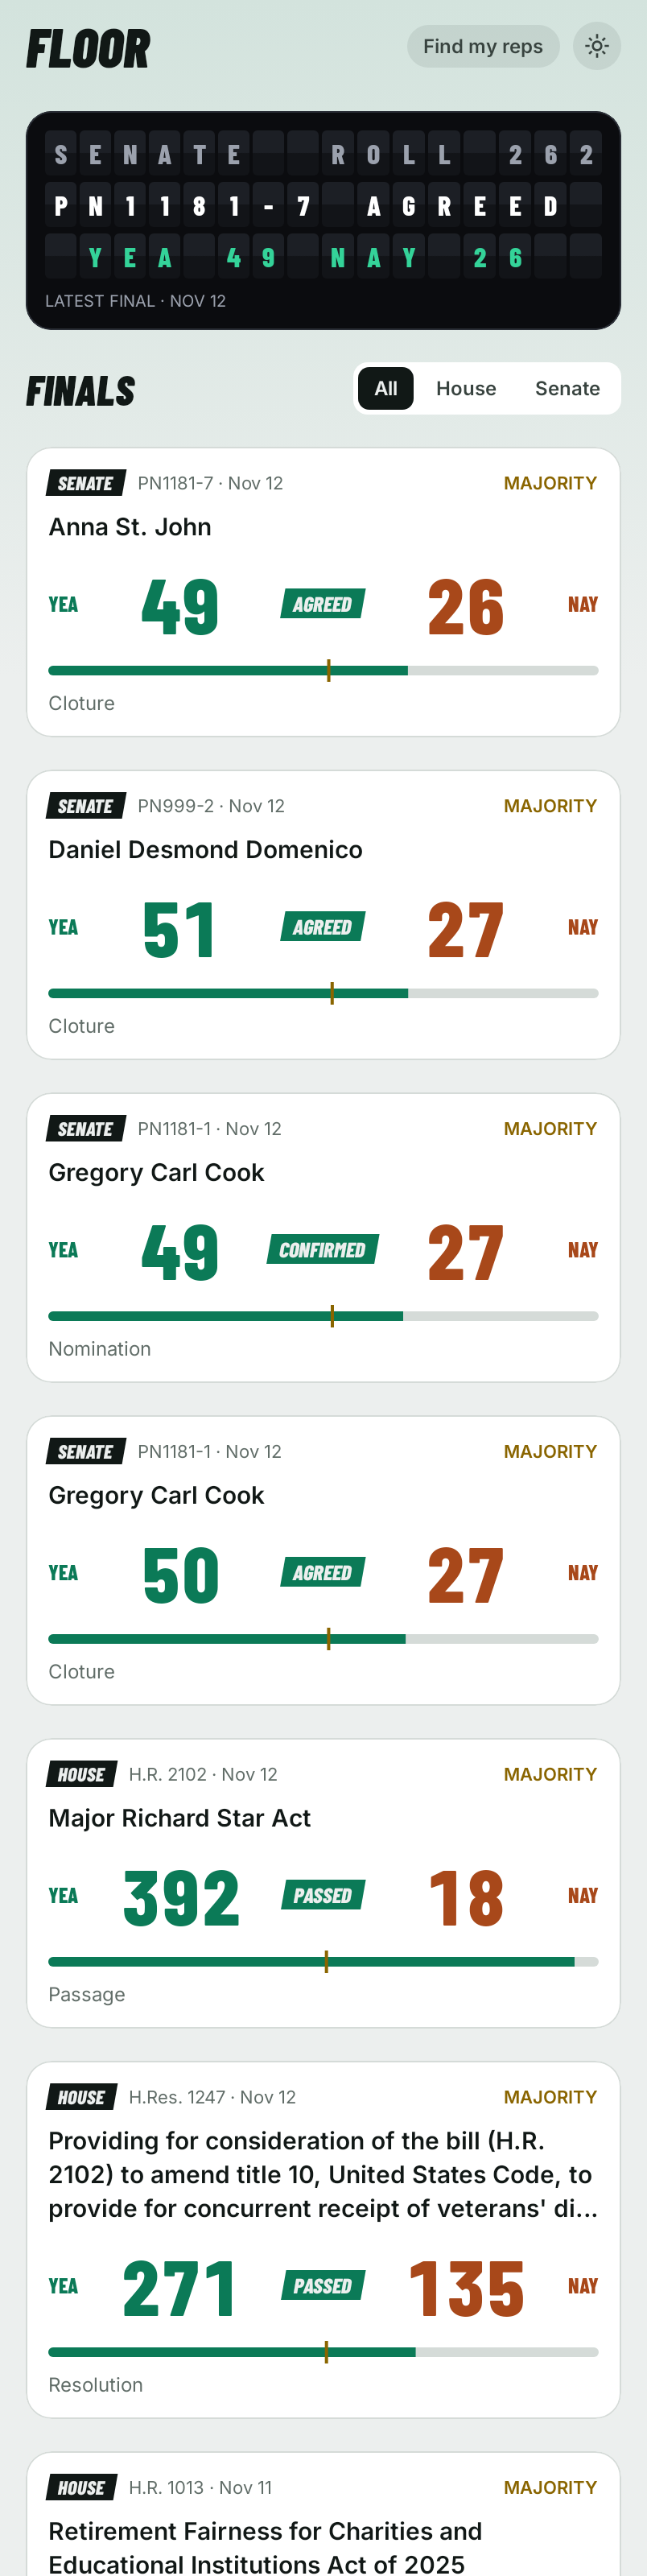 FLOOR
Find my reps
SENATE ROLL 262
PN1181-7 AGREED
YEA 49 NAY 26
LATEST FINAL · NOV 12
FINALS
All House Senate
SENATE PN1181-7 · Nov 12 MAJORITY
Anna St. John
YEA 49 AGREED 26 NAY
Cloture
SENATE PN999-2 · Nov 12 MAJORITY
Daniel Desmond Domenico
YEA 51 AGREED 27 NAY
Cloture
SENATE PN1181-1 · Nov 12 MAJORITY
Gregory Carl Cook
YEA 49 CONFIRMED 27 NAY
Nomination
SENATE PN1181-1 · Nov 12 MAJORITY
Gregory Carl Cook
YEA 50 AGREED 27 NAY
Cloture
HOUSE H.R. 2102 · Nov 12 MAJORITY
Major Richard Star Act
YEA 392 PASSED 18 NAY
Passage
HOUSE H.Res. 1247 · Nov 12 MAJORITY
Providing for consideration of the bill (H.R.
2102) to amend title 10, United States Code, to
provide for concurrent receipt of veterans' di...
YEA 271 PASSED 135 NAY
Resolution
HOUSE H.R. 1013 · Nov 11 MAJORITY
Retirement Fairness for Charities and
Educational Institutions Act of 2025